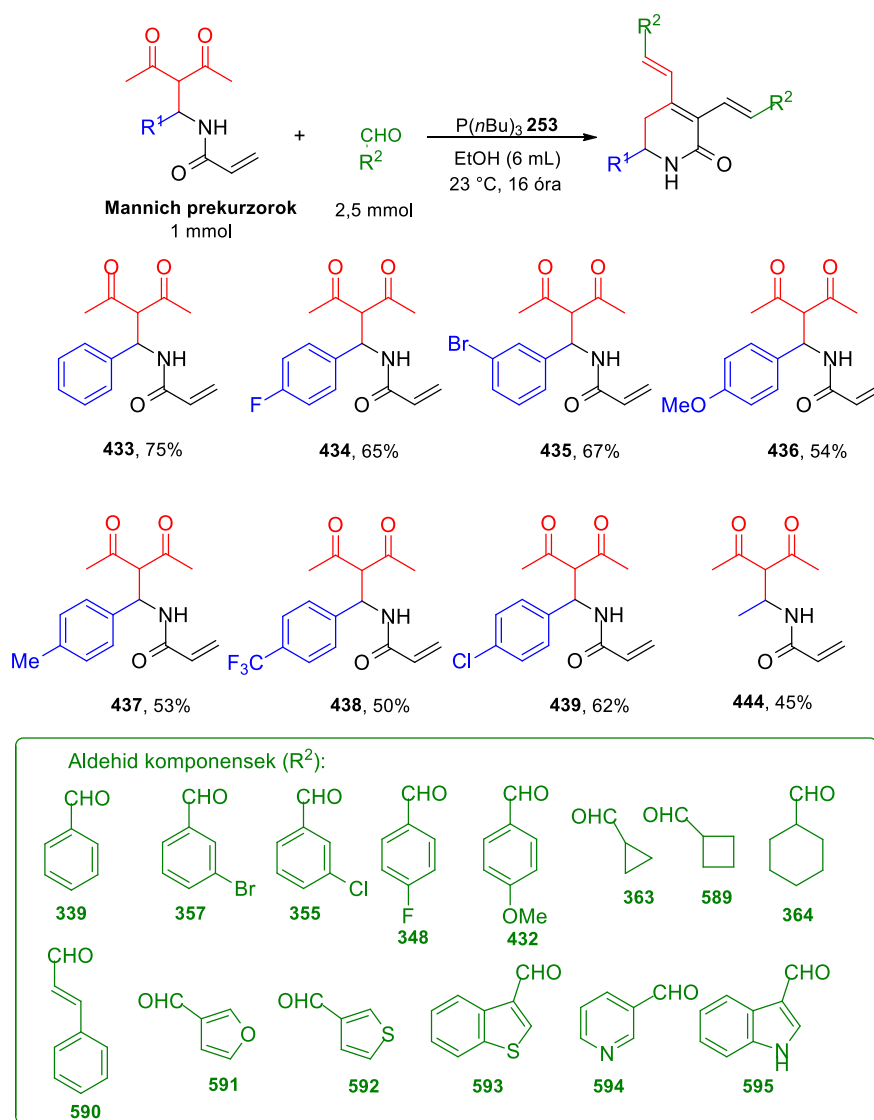 O O
R¹ NH
O
+
CHO
R²
P(nBu)₃ 253
EtOH (6 mL)
23 °C, 16 óra
R²
R²
R¹ N O
H
Mannich prekurzorok
1 mmol
2,5 mmol
O O
NH
O
433, 75%
O O
NH
F O
434, 65%
O O
Br NH
O
435, 67%
O O
NH
MeO O
436, 54%
O O
NH
Me O
437, 53%
O O
NH
F₃C O
438, 50%
O O
NH
Cl O
439, 62%
O O
NH
O
444, 45%
Aldehid komponensek (R²):
CHO
339
CHO
Br
357
CHO
Cl
355
CHO
F
348
CHO
OMe
432
CHO
363
OHC
589
CHO
364
CHO
590
OHC
O
591
OHC
S
592
CHO
S
593
CHO
N
594
CHO
N
H
595